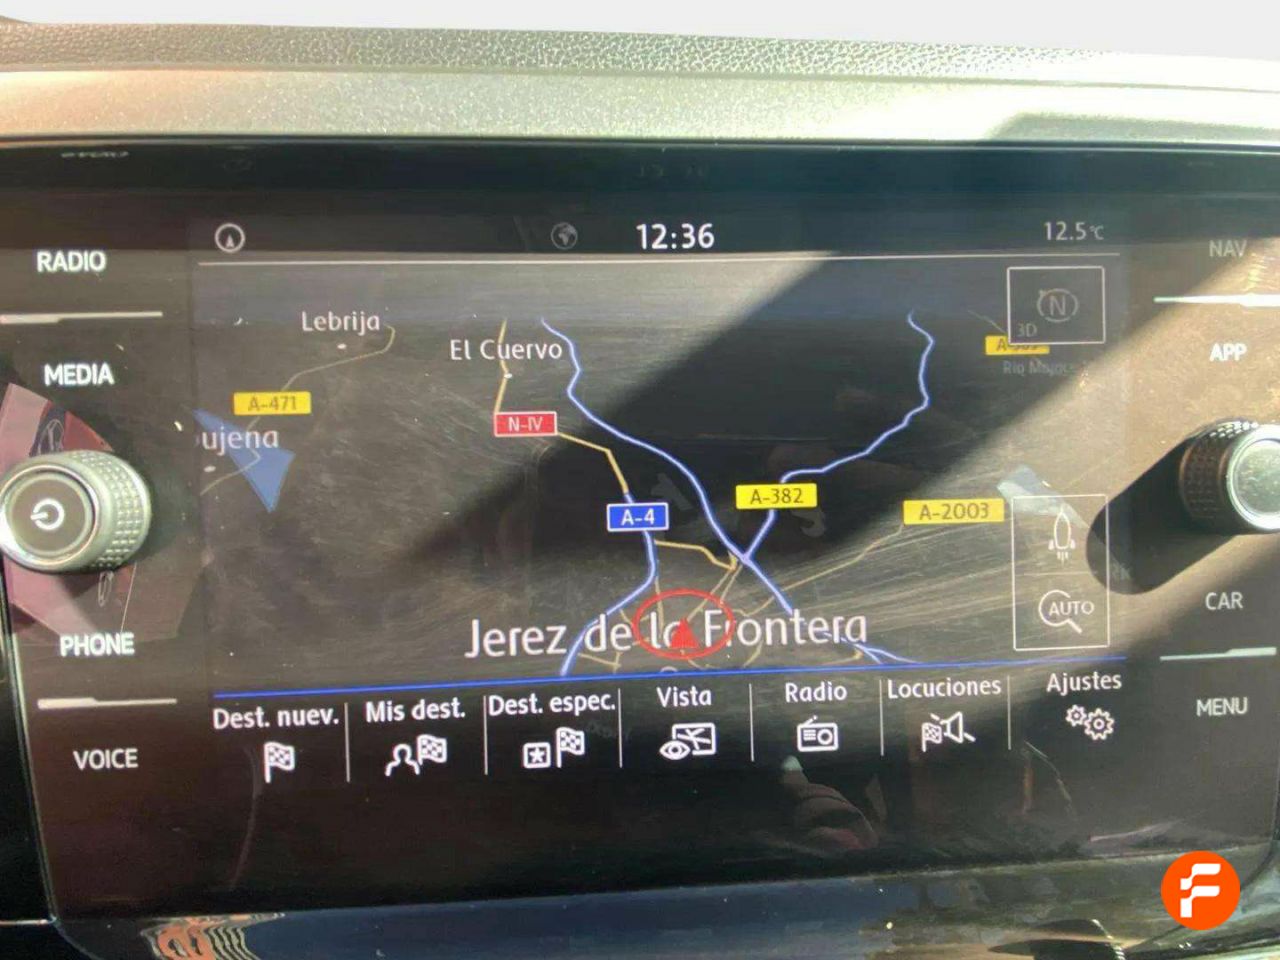 12:36
12.5°C
RADIO
NAV
Lebrija
El Cuervo
3D
N
MEDIA
APP
A-471
ujena
N-IV
A-4
A-382
A-2003
AUTO
CAR
PHONE
Jerez de la Frontera
VOICE
MENU
Dest. nuev.
Mis dest.
Dest. espec.
Vista
Radio
Locuciones
Ajustes